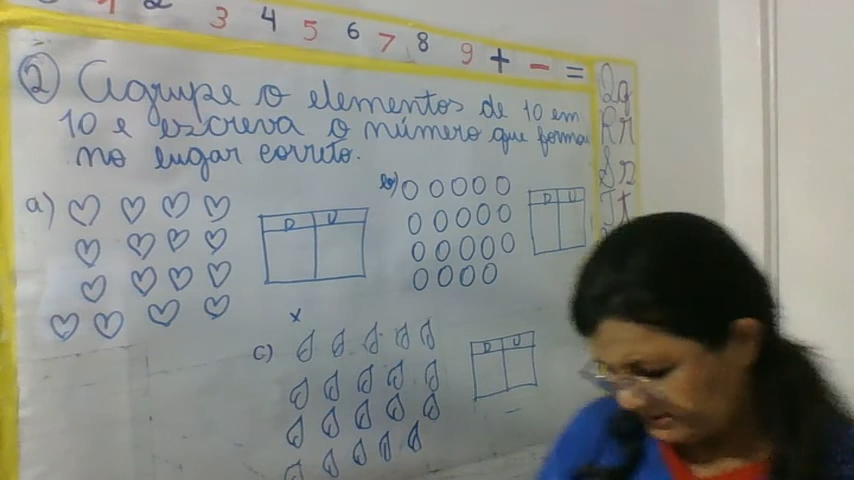 3 4 5 6 7 8 9 + - =
② Agrupe o elementos de 10 em
10 e escreva o número que formou
no lugar correto.
a)
D U
b)
D U
c)
D U
x
Qq
Rr
Ss
Tt